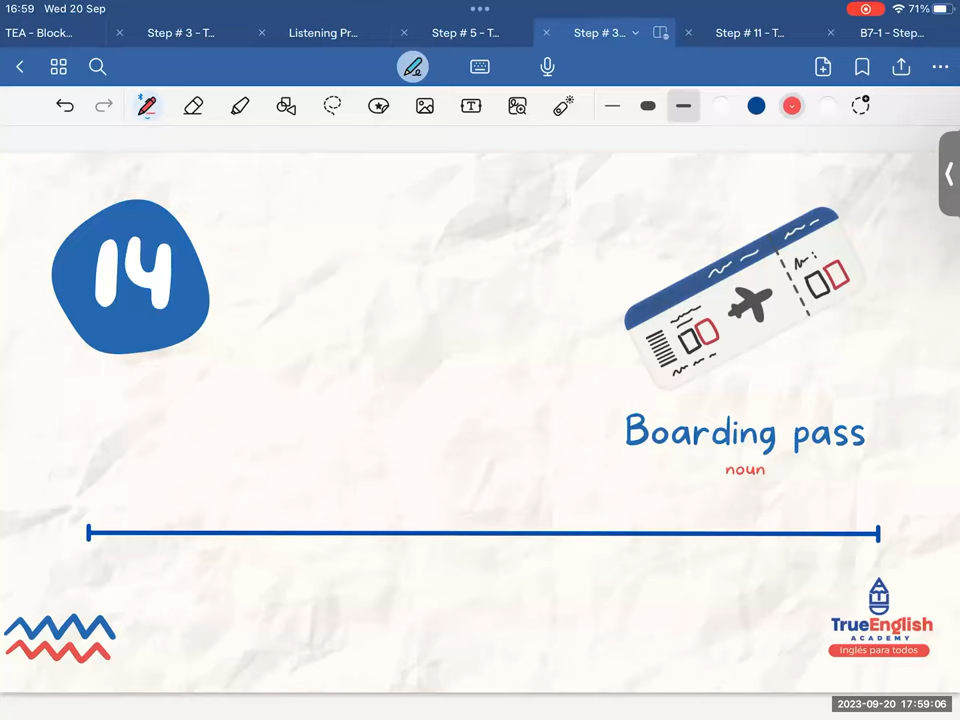 16:59 Wed 20 Sep
71%
TEA - Block...
Step # 3 - T...
Listening Pr...
Step # 5 - T...
Step # 3...
Step # 11 - T...
B7-1 - Step...
14
Boarding pass
noun
TrueEnglish
ACADEMY
Inglés para todos
2023-09-20 17:59:06